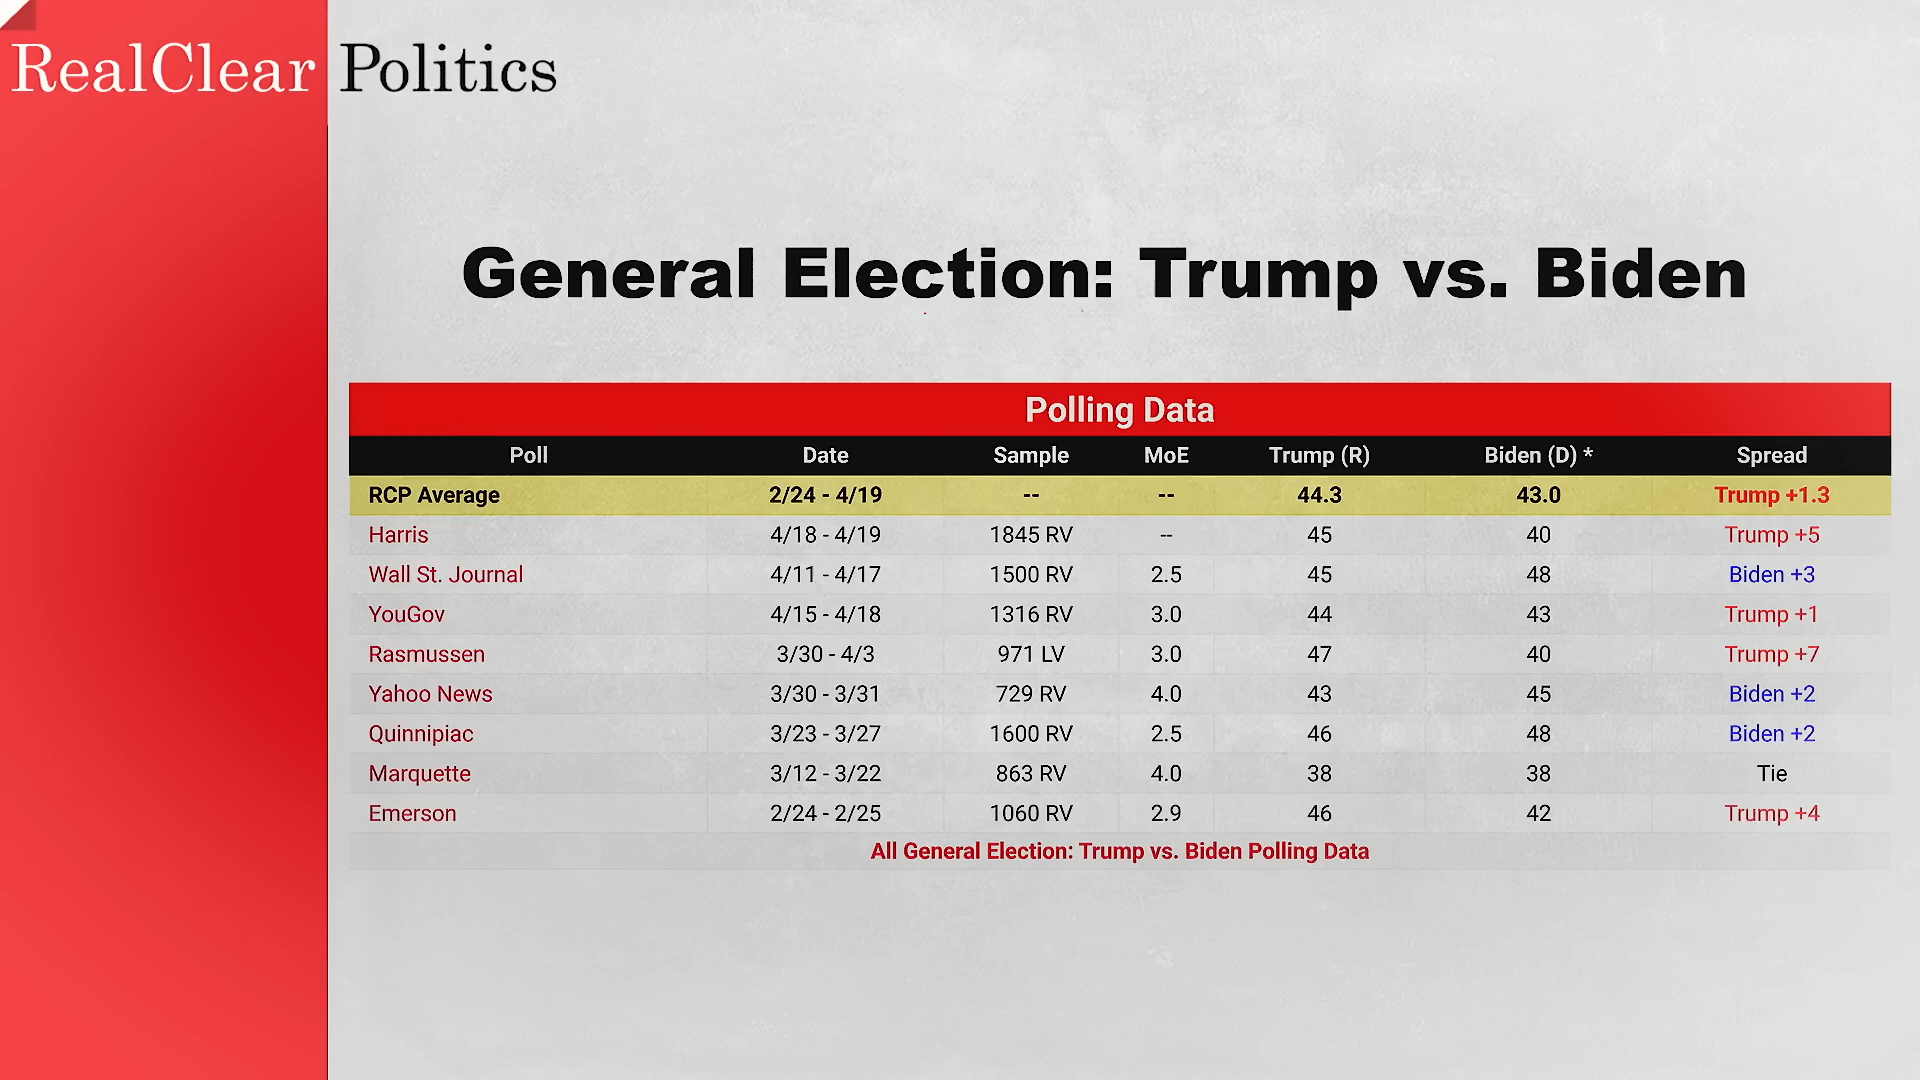 RealClear Politics
General Election: Trump vs. Biden
Polling Data
Poll Date Sample MoE Trump (R) Biden (D) * Spread
RCP Average 2/24 - 4/19 -- -- 44.3 43.0 Trump +1.3
Harris 4/18 - 4/19 1845 RV -- 45 40 Trump +5
Wall St. Journal 4/11 - 4/17 1500 RV 2.5 45 48 Biden +3
YouGov 4/15 - 4/18 1316 RV 3.0 44 43 Trump +1
Rasmussen 3/30 - 4/3 971 LV 3.0 47 40 Trump +7
Yahoo News 3/30 - 3/31 729 RV 4.0 43 45 Biden +2
Quinnipiac 3/23 - 3/27 1600 RV 2.5 46 48 Biden +2
Marquette 3/12 - 3/22 863 RV 4.0 38 38 Tie
Emerson 2/24 - 2/25 1060 RV 2.9 46 42 Trump +4
All General Election: Trump vs. Biden Polling Data